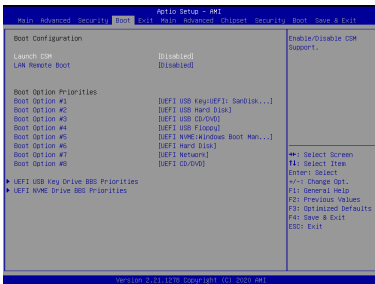 Aptio Setup - AMI
Main Advanced Security Boot Exit Main Advanced Chipset Security Boot Save & Exit
Boot Configuration
Launch CSM [Disabled]
LAN Remote Boot [Disabled]
Boot Option Priorities
Boot Option #1 [UEFI USB Key:UEFI: SanDisk...]
Boot Option #2 [UEFI USB Hard Disk]
Boot Option #3 [UEFI USB CD/DVD]
Boot Option #4 [UEFI USB Floppy]
Boot Option #5 [UEFI NVME:Windows Boot Man...]
Boot Option #6 [UEFI Hard Disk]
Boot Option #7 [UEFI Network]
Boot Option #8 [UEFI CD/DVD]
UEFI USB Key Drive BBS Priorities
UEFI NVME Drive BBS Priorities
Enable/Disable CSM
Support.
→←: Select Screen
↑↓: Select Item
Enter: Select
+/-: Change Opt.
F1: General Help
F2: Previous Values
F3: Optimized Defaults
F4: Save & Exit
ESC: Exit
Version 2.21.1278 Copyright (C) 2020 AMI